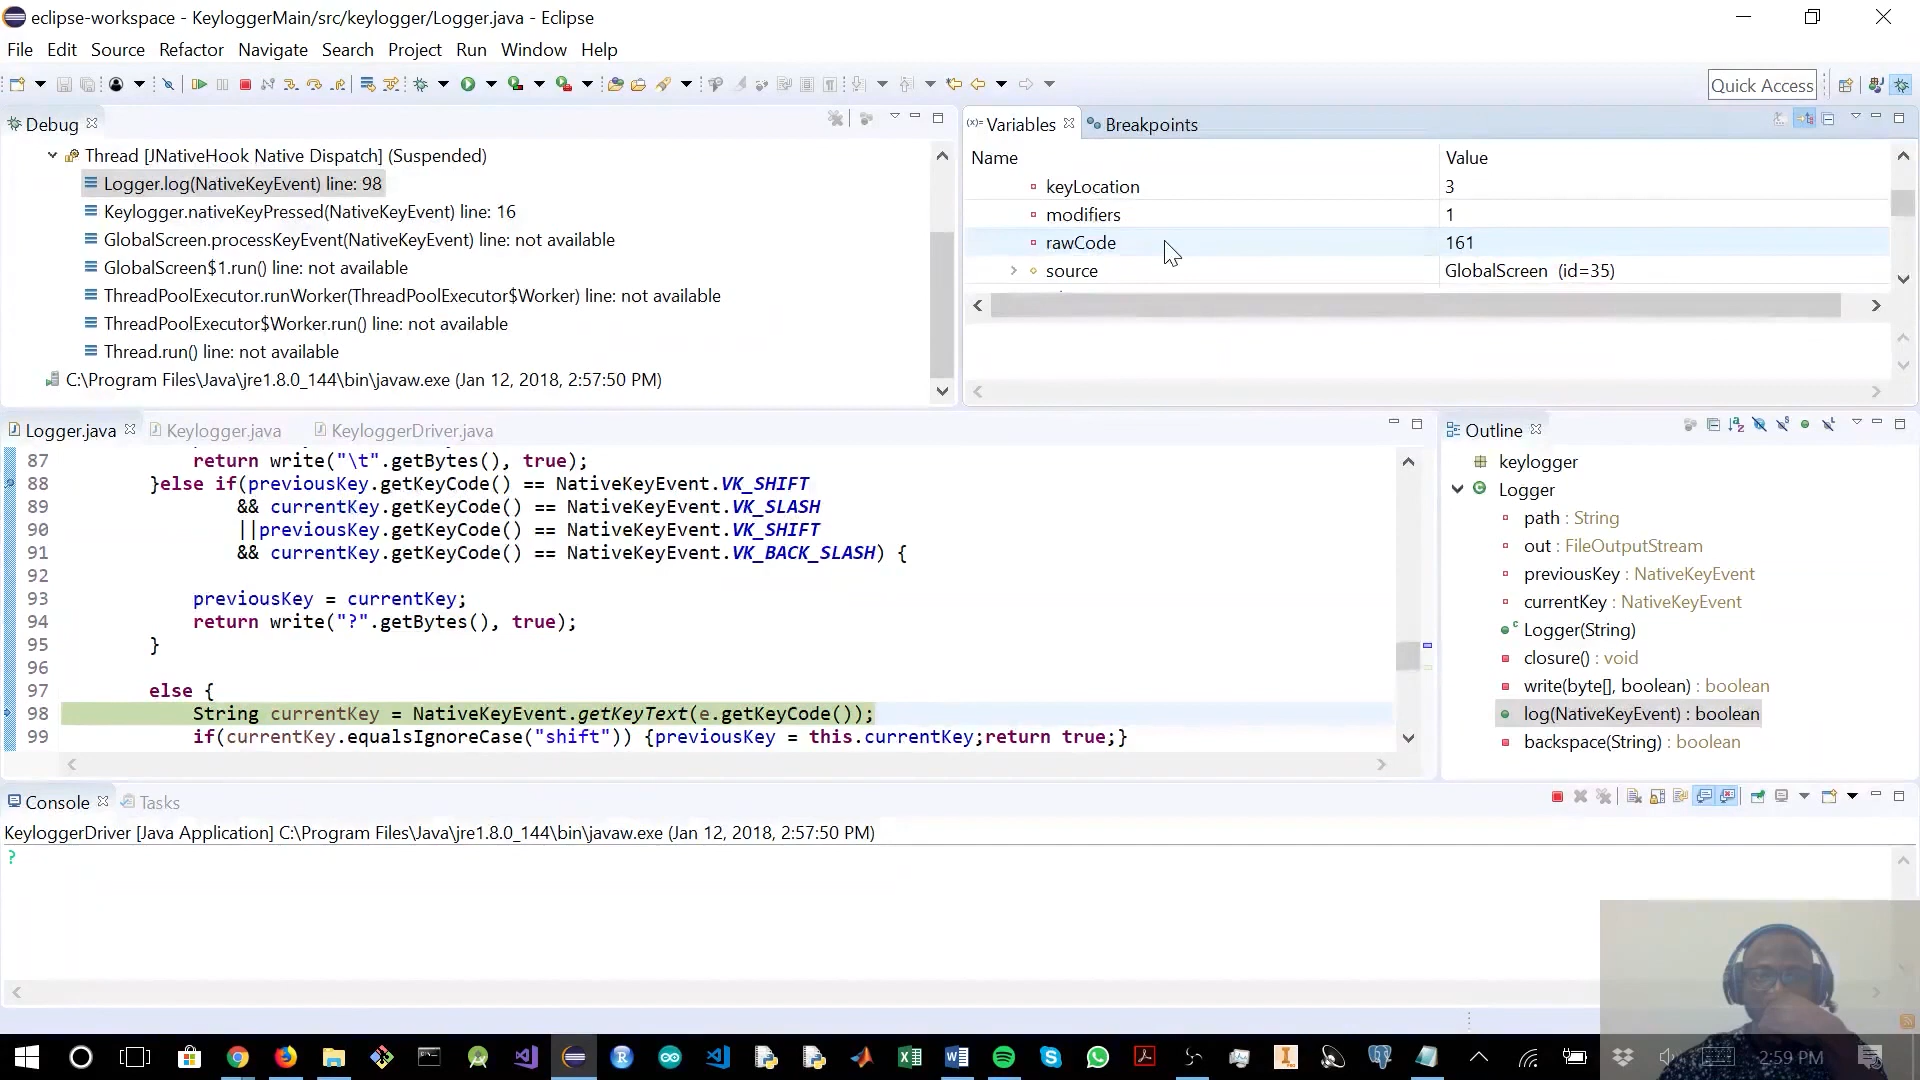 eclipse-workspace - KeyloggerMain/src/keylogger/Logger.java - Eclipse
File Edit Source Refactor Navigate Search Project Run Window Help
Quick Access
Debug
Thread [JNativeHook Native Dispatch] (Suspended)
Logger.log(NativeKeyEvent) line: 98
Keylogger.nativeKeyPressed(NativeKeyEvent) line: 16
GlobalScreen.processKeyEvent(NativeKeyEvent) line: not available
GlobalScreen$1.run() line: not available
ThreadPoolExecutor.runWorker(ThreadPoolExecutor$Worker) line: not available
ThreadPoolExecutor$Worker.run() line: not available
Thread.run() line: not available
C:\Program Files\Java\jre1.8.0_144\bin\javaw.exe (Jan 12, 2018, 2:57:50 PM)
(x)= Variables Breakpoints
Name Value
keyLocation 3
modifiers 1
rawCode 161
source GlobalScreen (id=35)
Logger.java Keylogger.java KeyloggerDriver.java
87 return write("\t".getBytes(), true);
88 }else if(previousKey.getKeyCode() == NativeKeyEvent.VK_SHIFT
89 && currentKey.getKeyCode() == NativeKeyEvent.VK_SLASH
90 ||previousKey.getKeyCode() == NativeKeyEvent.VK_SHIFT
91 && currentKey.getKeyCode() == NativeKeyEvent.VK_BACK_SLASH) {
92
93 previousKey = currentKey;
94 return write("?".getBytes(), true);
95 }
96
97 else {
98 String currentKey = NativeKeyEvent.getKeyText(e.getKeyCode());
99 if(currentKey.equalsIgnoreCase("shift")) {previousKey = this.currentKey;return true;}
Outline
keylogger
Logger
path : String
out : FileOutputStream
previousKey : NativeKeyEvent
currentKey : NativeKeyEvent
Logger(String)
closure() : void
write(byte[], boolean) : boolean
log(NativeKeyEvent) : boolean
backspace(String) : boolean
Console Tasks
KeyloggerDriver [Java Application] C:\Program Files\Java\jre1.8.0_144\bin\javaw.exe (Jan 12, 2018, 2:57:50 PM)
?
2:59 PM